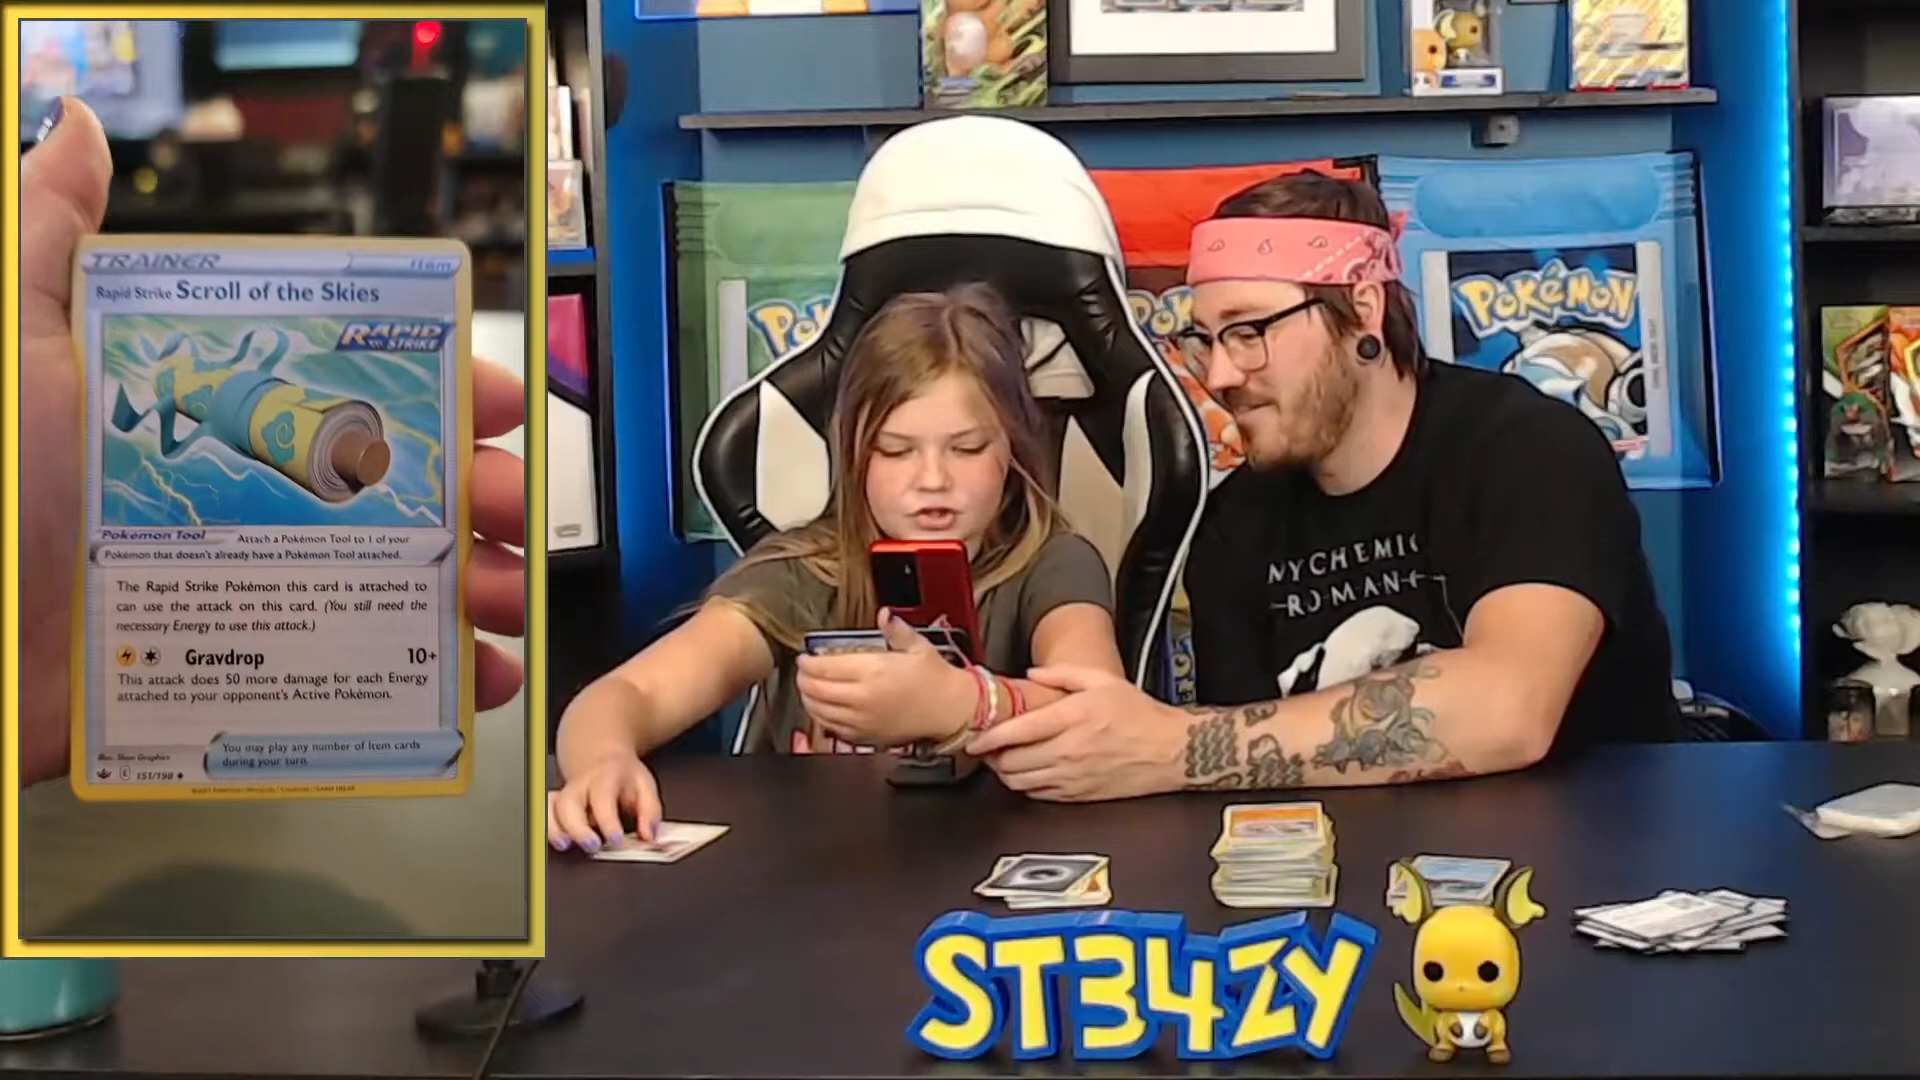 TRAINER
Item
Rapid Strike Scroll of the Skies
RAPID
STRIKE
Pokémon Tool Attach a Pokémon Tool to 1 of your
Pokémon that doesn't already have a Pokémon Tool attached.
The Rapid Strike Pokémon this card is attached to
can use the attack on this card. (You still need the
necessary Energy to use this attack.)
Gravdrop 10+
This attack does 50 more damage for each Energy
attached to your opponent's Active Pokémon.
You may play any number of Item cards
during your turn.
151/198
POKÉMON
MY CHEMIC
ROMAN
ST34ZY